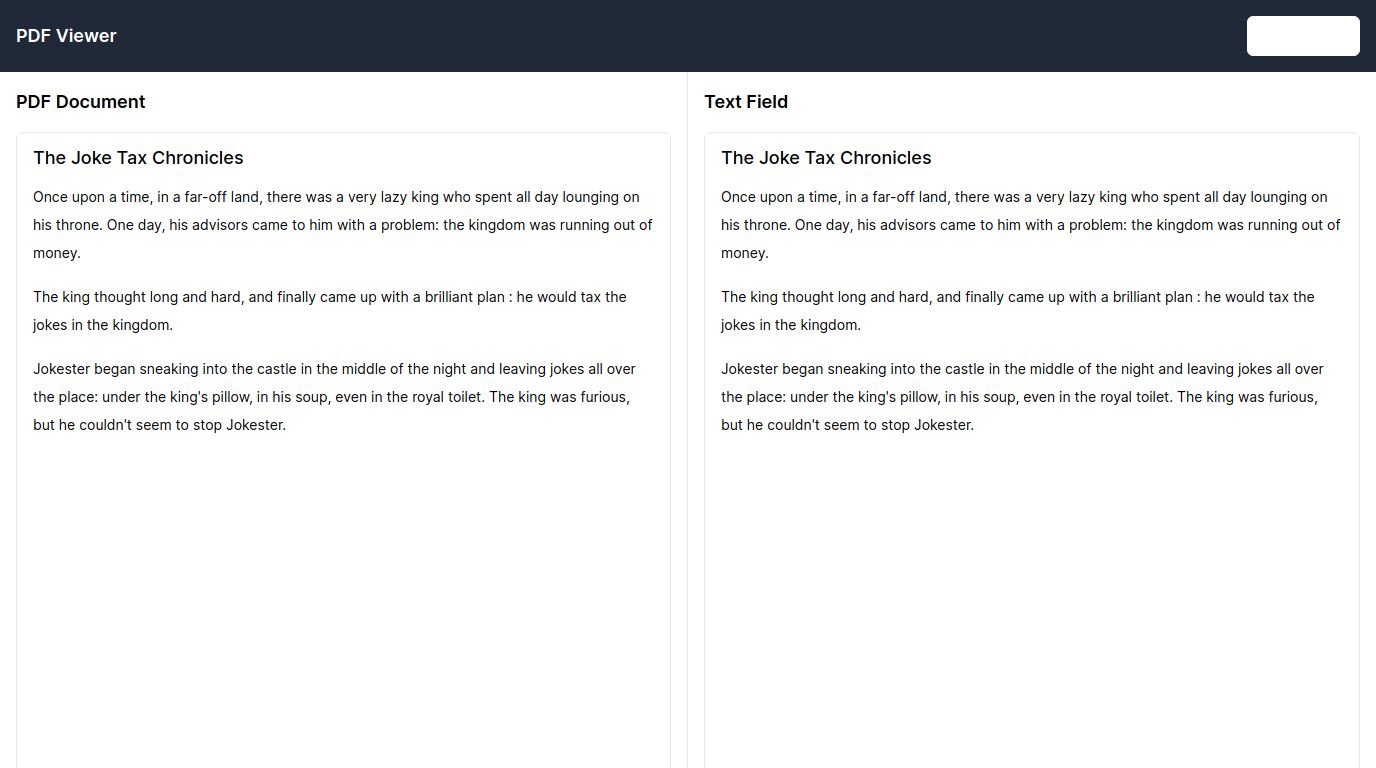 PDF Viewer
PDF Document
The Joke Tax Chronicles
Once upon a time, in a far-off land, there was a very lazy king who spent all day lounging on
his throne. One day, his advisors came to him with a problem: the kingdom was running out of
money.
The king thought long and hard, and finally came up with a brilliant plan : he would tax the
jokes in the kingdom.
Jokester began sneaking into the castle in the middle of the night and leaving jokes all over
the place: under the king's pillow, in his soup, even in the royal toilet. The king was furious,
but he couldn't seem to stop Jokester.
Text Field
The Joke Tax Chronicles
Once upon a time, in a far-off land, there was a very lazy king who spent all day lounging on
his throne. One day, his advisors came to him with a problem: the kingdom was running out of
money.
The king thought long and hard, and finally came up with a brilliant plan : he would tax the
jokes in the kingdom.
Jokester began sneaking into the castle in the middle of the night and leaving jokes all over
the place: under the king's pillow, in his soup, even in the royal toilet. The king was furious,
but he couldn't seem to stop Jokester.